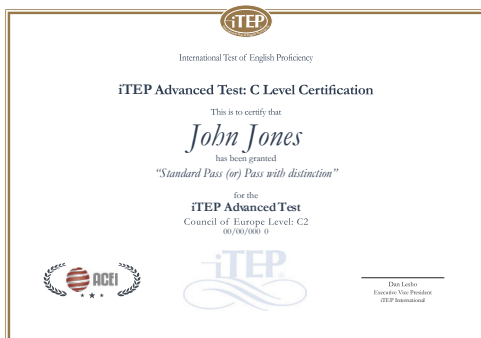 iTEP
International Test of English Proficiency
iTEP Advanced Test: C Level Certification
This is to certify that
John Jones
has been granted
“Standard Pass (or) Pass with distinction”
for the
iTEP Advanced Test
Council of Europe Level: C2
00/00/000 0
iTEP®
ACEI
Dan Lesho
Executive Vice President
iTEP International